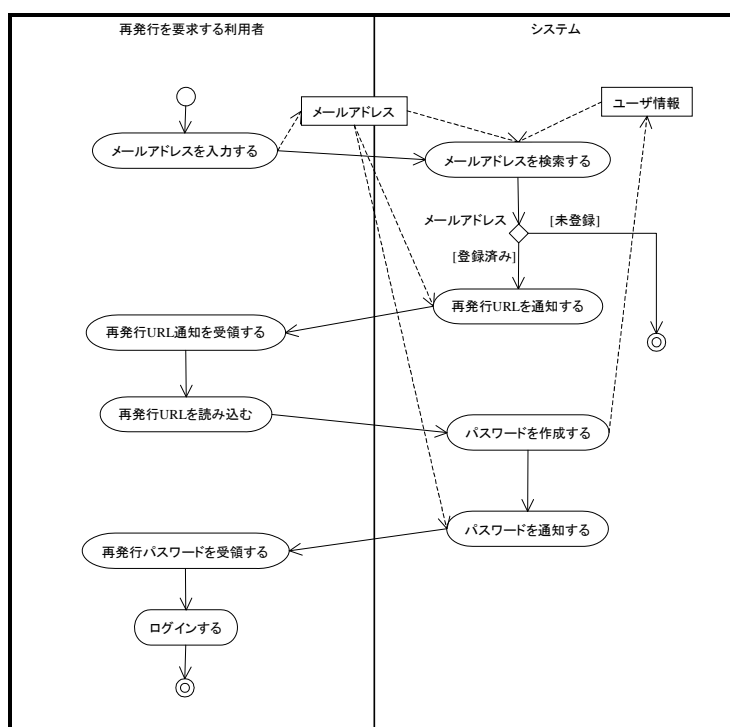 再発行を要求する利用者
システム
メールアドレス
ユーザ情報
メールアドレスを入力する
メールアドレスを検索する
メールアドレス
[未登録]
[登録済み]
再発行URLを通知する
再発行URL通知を受領する
再発行URLを読み込む
パスワードを作成する
パスワードを通知する
再発行パスワードを受領する
ログインする